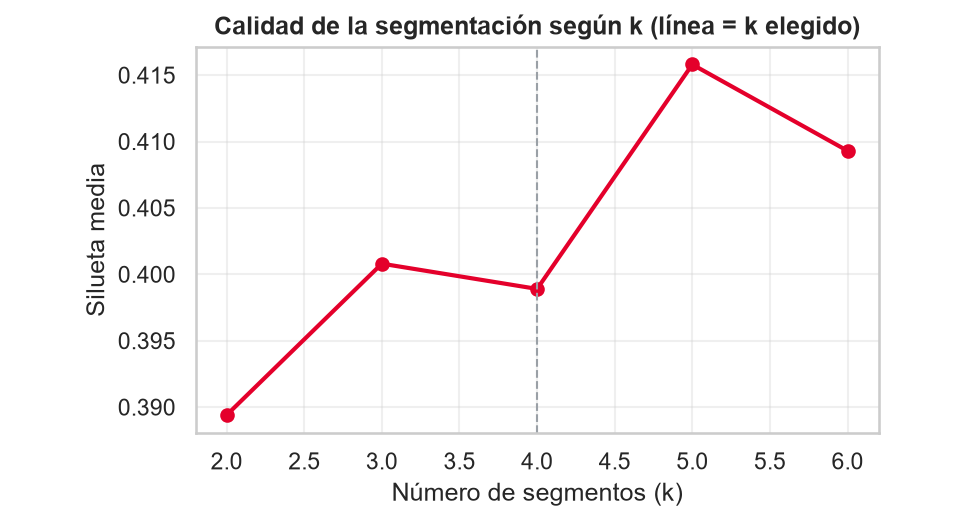 Calidad de la segmentación según k (línea = k elegido)
0.415
0.410
0.405
0.400
0.395
0.390
Silueta media
2.0 2.5 3.0 3.5 4.0 4.5 5.0 5.5 6.0
Número de segmentos (k)